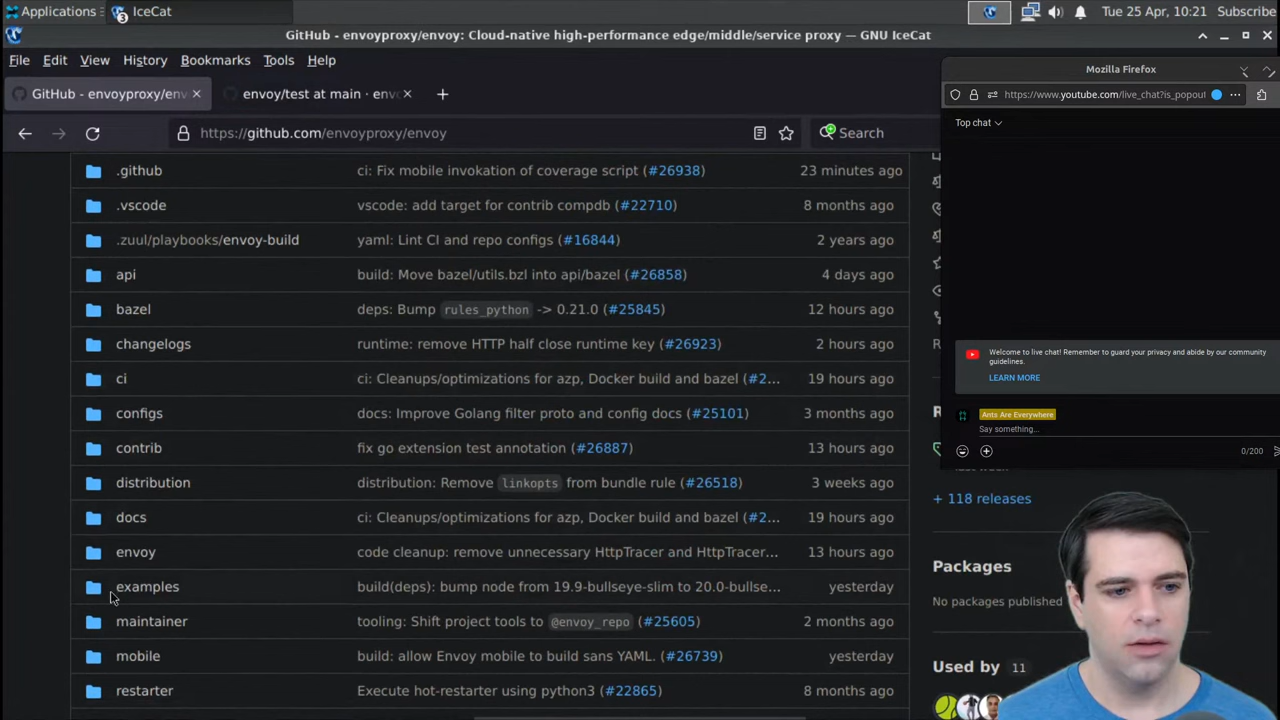 Applications
3 IceCat
Tue 25 Apr, 10:21 Subscribe
GitHub - envoyproxy/envoy: Cloud-native high-performance edge/middle/service proxy — GNU IceCat
File Edit View History Bookmarks Tools Help
GitHub - envoyproxy/env × envoy/test at main · env × +
https://github.com/envoyproxy/envoy Search
Mozilla Firefox
https://www.youtube.com/live_chat?is_popout
Top chat
Welcome to live chat! Remember to guard your privacy and abide by our community
guidelines.
LEARN MORE
Ants Are Everywhere
Say something...
0/200
.github ci: Fix mobile invokation of coverage script (#26938) 23 minutes ago
.vscode vscode: add target for contrib compdb (#22710) 8 months ago
.zuul/playbooks/envoy-build yaml: Lint CI and repo configs (#16844) 2 years ago
api build: Move bazel/utils.bzl into api/bazel (#26858) 4 days ago
bazel deps: Bump rules_python -> 0.21.0 (#25845) 12 hours ago
changelogs runtime: remove HTTP half close runtime key (#26923) 2 hours ago
ci ci: Cleanups/optimizations for azp, Docker build and bazel (#2... 19 hours ago
configs docs: Improve Golang filter proto and config docs (#25101) 3 months ago
contrib fix go extension test annotation (#26887) 13 hours ago
distribution distribution: Remove linkopts from bundle rule (#26518) 3 weeks ago
docs ci: Cleanups/optimizations for azp, Docker build and bazel (#2... 19 hours ago
envoy code cleanup: remove unnecessary HttpTracer and HttpTracer... 13 hours ago
examples build(deps): bump node from 19.9-bullseye-slim to 20.0-bullse... yesterday
maintainer tooling: Shift project tools to @envoy_repo (#25605) 2 months ago
mobile build: allow Envoy mobile to build sans YAML. (#26739) yesterday
restarter Execute hot-restarter using python3 (#22865) 8 months ago
+ 118 releases
Packages
No packages published
Used by 11